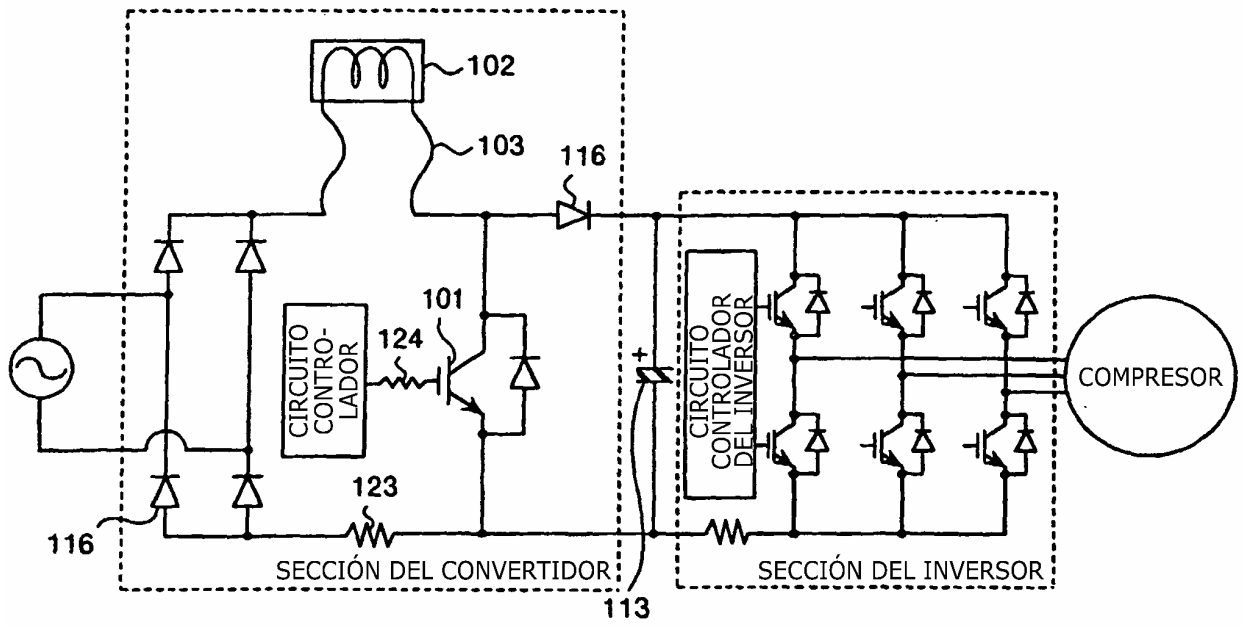 102
103
116
101
124
CIRCUITO
CONTRO-
LADOR
123
116
SECCIÓN DEL CONVERTIDOR
113
CIRCUITO
CONTROLADOR
DEL INVERSOR
+
COMPRESOR
SECCIÓN DEL INVERSOR